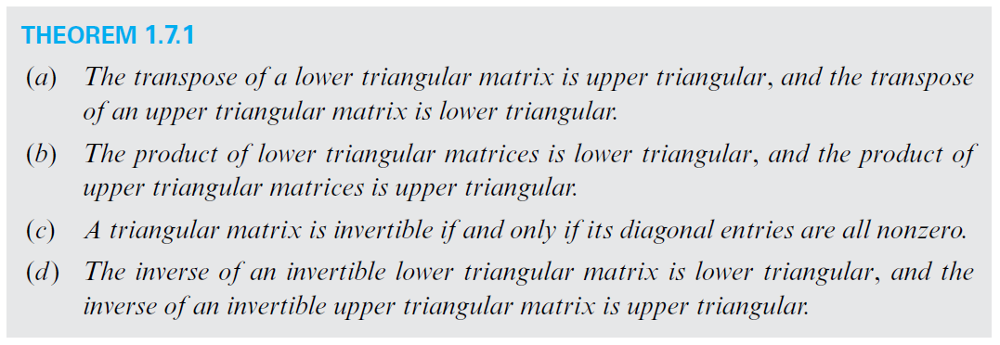 THEOREM 1.7.1
(a) The transpose of a lower triangular matrix is upper triangular, and the transpose
of an upper triangular matrix is lower triangular.
(b) The product of lower triangular matrices is lower triangular, and the product of
upper triangular matrices is upper triangular.
(c) A triangular matrix is invertible if and only if its diagonal entries are all nonzero.
(d) The inverse of an invertible lower triangular matrix is lower triangular, and the
inverse of an invertible upper triangular matrix is upper triangular.